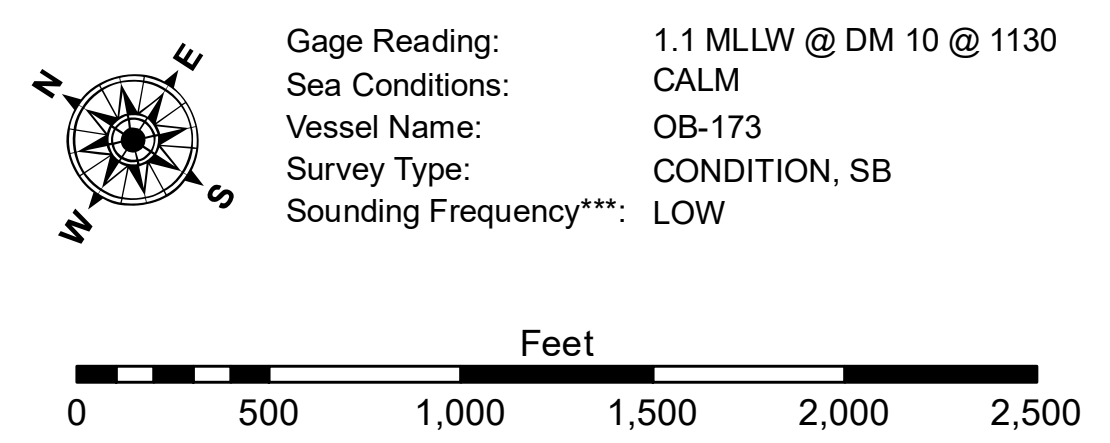 N
E
S
W
Gage Reading: 1.1 MLLW @ DM 10 @ 1130
Sea Conditions: CALM
Vessel Name: OB-173
Survey Type: CONDITION, SB
Sounding Frequency***: LOW
Feet
0 500 1,000 1,500 2,000 2,500